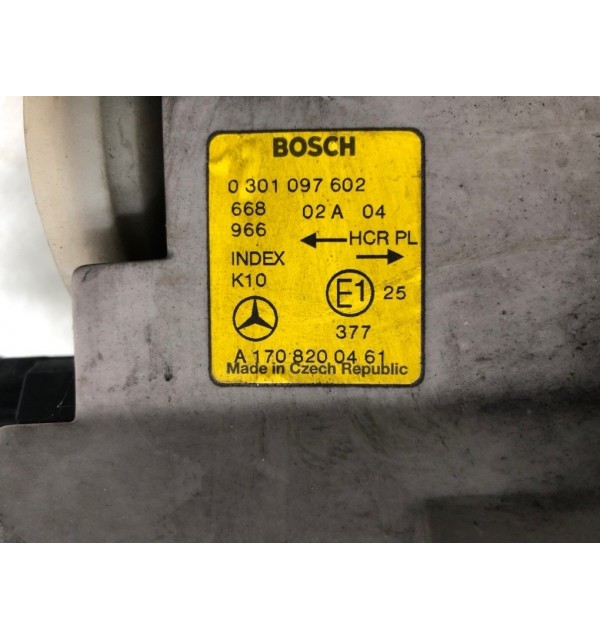 BOSCH
0 301 097 602
668 02 A 04
966 HCR PL
INDEX
K10
E1 25
377
A 170 820 04 61
Made in Czech Republic